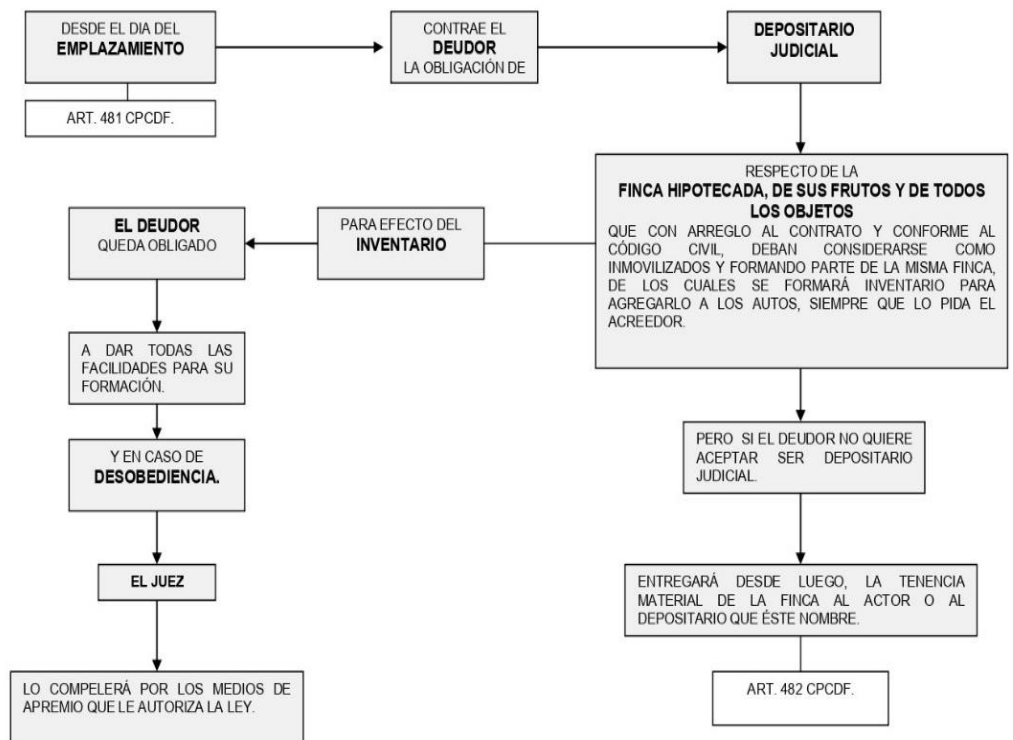 DESDE EL DIA DEL
EMPLAZAMIENTO
ART. 481 CPCDF.
CONTRAE EL
DEUDOR
LA OBLIGACIÓN DE
DEPOSITARIO
JUDICIAL
RESPECTO DE LA
FINCA HIPOTECADA, DE SUS FRUTOS Y DE TODOS
LOS OBJETOS
QUE CON ARREGLO AL CONTRATO Y CONFORME AL
CÓDIGO CIVIL, DEBAN CONSIDERARSE COMO
INMOVILIZADOS Y FORMANDO PARTE DE LA MISMA FINCA,
DE LOS CUALES SE FORMARÁ INVENTARIO PARA
AGREGARLO A LOS AUTOS, SIEMPRE QUE LO PIDA EL
ACREEDOR.
PARA EFECTO DEL
INVENTARIO
EL DEUDOR
QUEDA OBLIGADO
A DAR TODAS LAS
FACILIDADES PARA SU
FORMACIÓN.
Y EN CASO DE
DESOBEDIENCIA.
EL JUEZ
LO COMPELERÁ POR LOS MEDIOS DE
APREMIO QUE LE AUTORIZA LA LEY.
PERO SI EL DEUDOR NO QUIERE
ACEPTAR SER DEPOSITARIO
JUDICIAL.
ENTREGARÁ DESDE LUEGO, LA TENENCIA
MATERIAL DE LA FINCA AL ACTOR O AL
DEPOSITARIO QUE ÉSTE NOMBRE.
ART. 482 CPCDF.